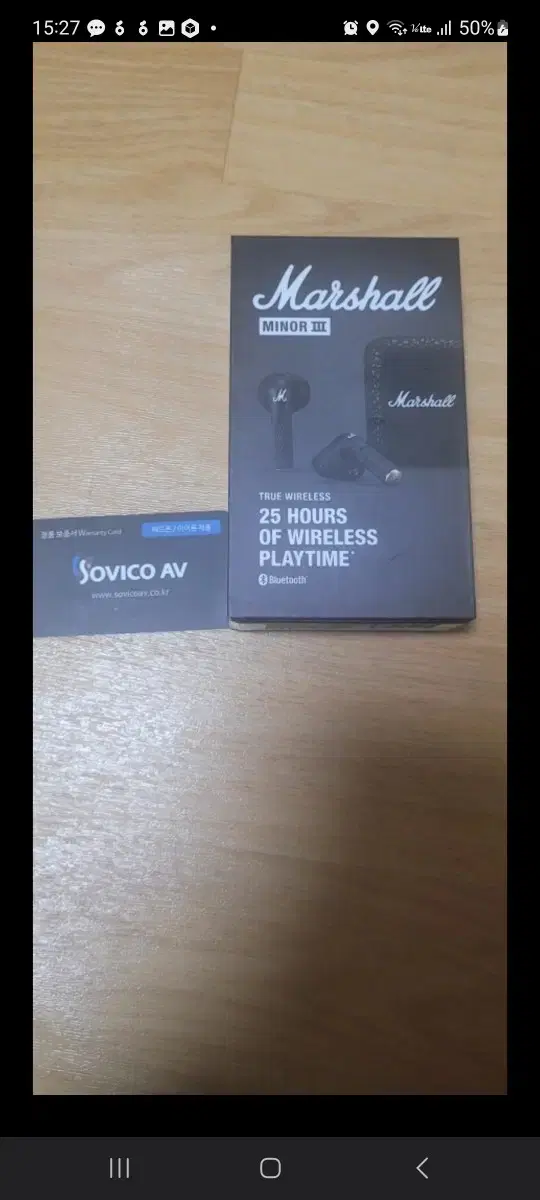 15:27
50%
Marshall
MINOR III
M
Marshall
TRUE WIRELESS
25 HOURS
OF WIRELESS
PLAYTIME*
Bluetooth
정품 보증서 Warranty Card
SOVICO AV
www.sovicoav.co.kr